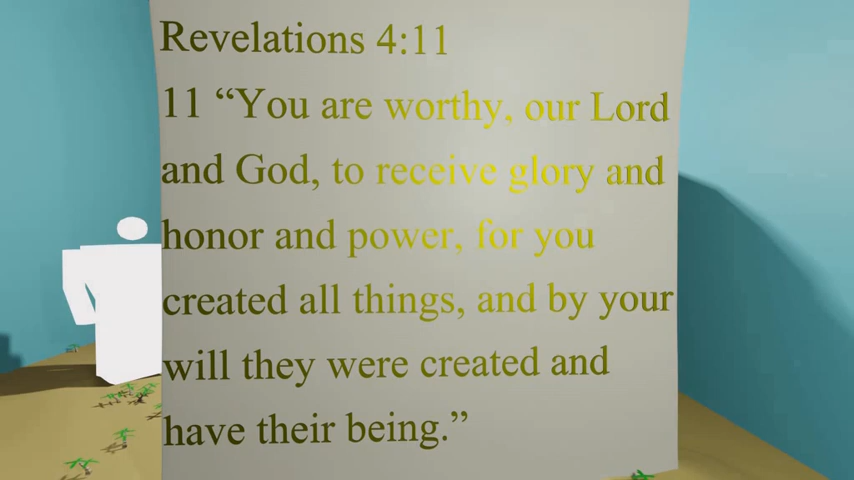 Revelations 4:11
11 “You are worthy, our Lord
and God, to receive glory and
honor and power, for you
created all things, and by your
will they were created and
have their being.”